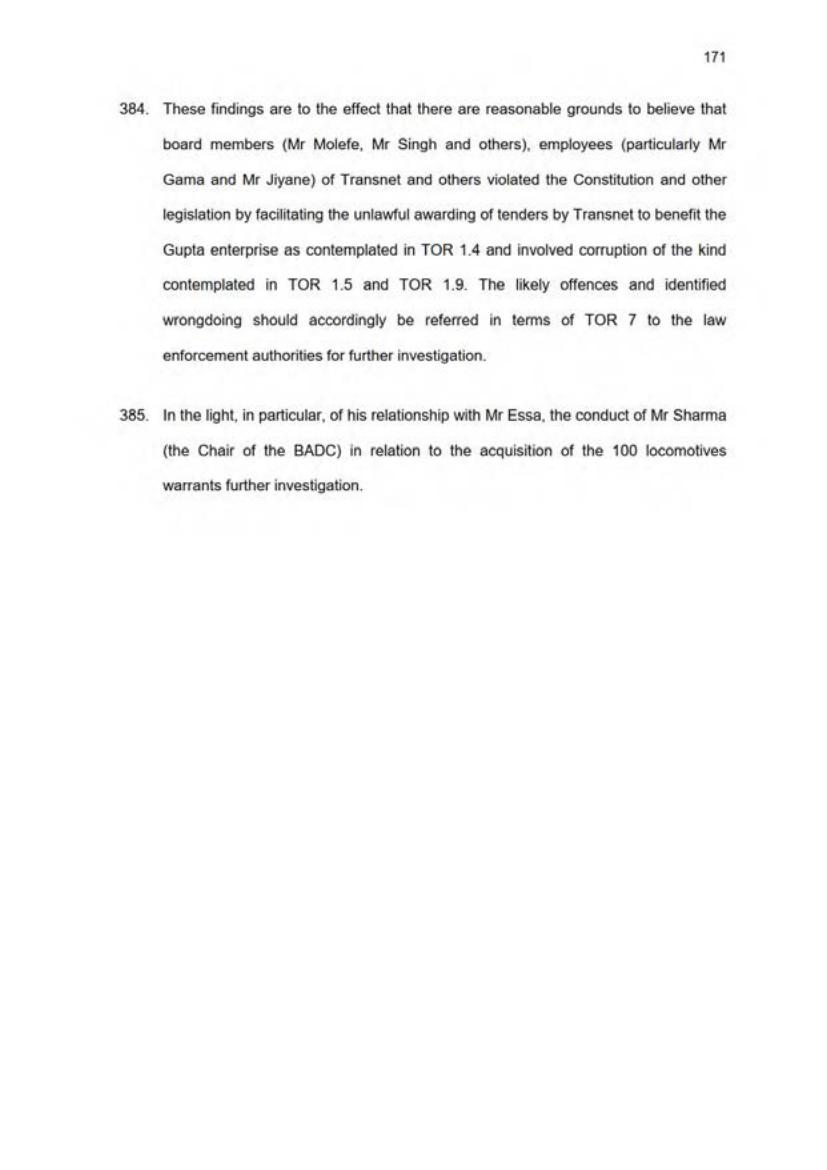 171
384. These findings are to the effect that there are reasonable grounds to believe that
board members (Mr Molefe, Mr Singh and others), employees (particularly Mr
Gama and Mr Jiyane) of Transnet and others violated the Constitution and other
legislation by facilitating the unlawful awarding of tenders by Transnet to benefit the
Gupta enterprise as contemplated in TOR 1.4 and involved corruption of the kind
contemplated in TOR 1.5 and TOR 1.9. The likely offences and identified
wrongdoing should accordingly be referred in terms of TOR 7 to the law
enforcement authorities for further investigation.
385. In the light, in particular, of his relationship with Mr Essa, the conduct of Mr Sharma
(the Chair of the BADC) in relation to the acquisition of the 100 locomotives
warrants further investigation.